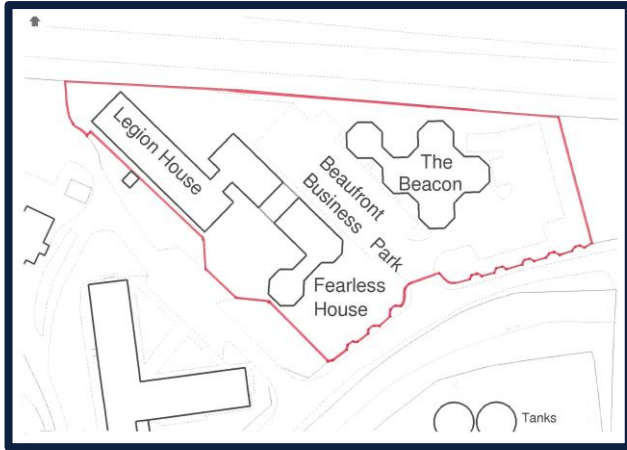 Legion House
The
Beacon
Beaufront
Business
Park
Fearless
House
Tanks